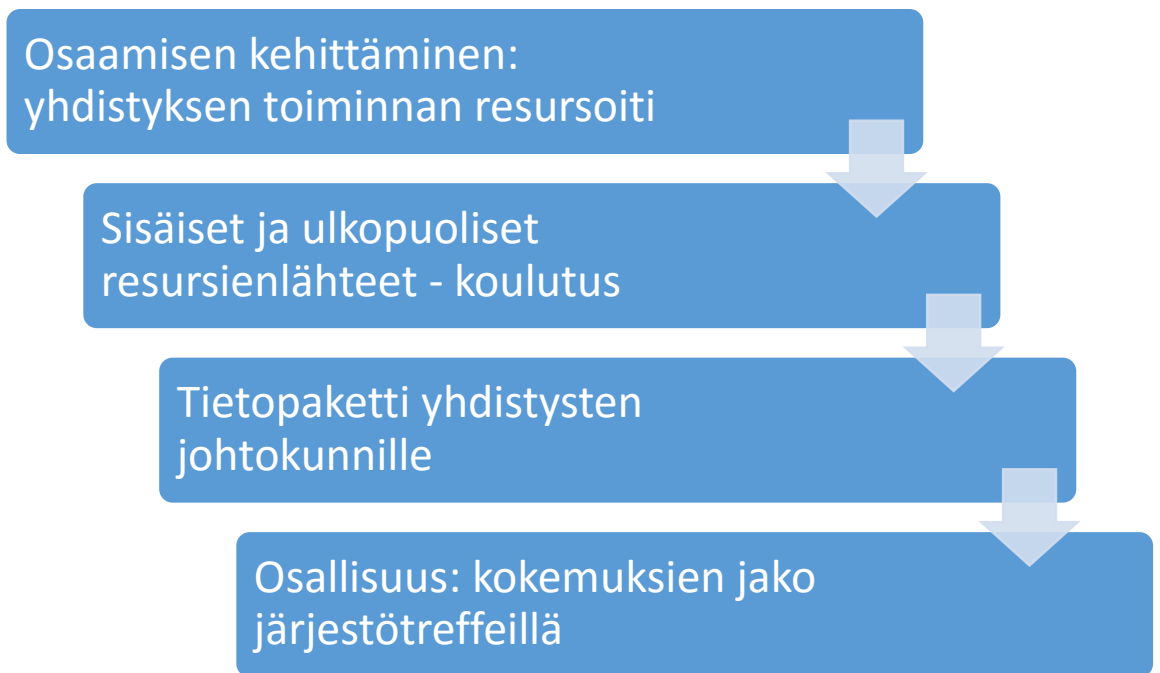 Osaamisen kehittäminen:
yhdistyksen toiminnan resursoiti
Sisäiset ja ulkopuoliset
resursienlähteet - koulutus
Tietopaketti yhdistysten
johtokunnille
Osallisuus: kokemuksien jako
järjestötreffeillä